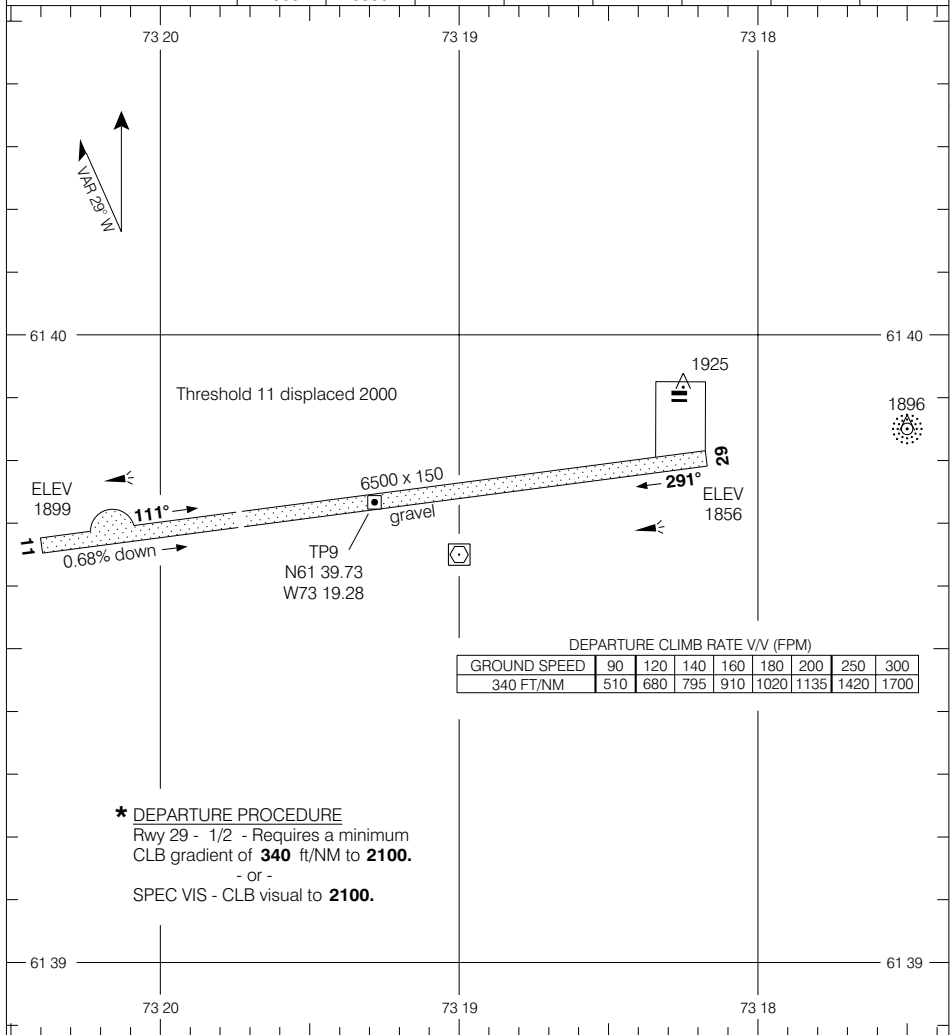 73 20
73 19
73 18
VAR 29° W
61 40
61 40
Threshold 11 displaced 2000
1925
1896
ELEV
1899
6500 x 150
29
111°
291°
ELEV
1856
gravel
11
0.68% down
TP9
N61 39.73
W73 19.28
DEPARTURE CLIMB RATE V/V (FPM)
GROUND SPEED 90 120 140 160 180 200 250 300
340 FT/NM 510 680 795 910 1020 1135 1420 1700
* DEPARTURE PROCEDURE
Rwy 29 - 1/2 - Requires a minimum
CLB gradient of 340 ft/NM to 2100.
- or -
SPEC VIS - CLB visual to 2100.
61 39
61 39
73 20
73 19
73 18